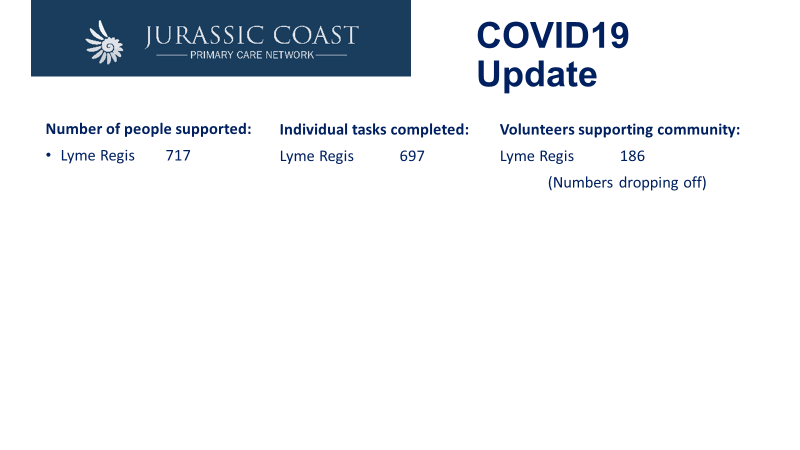 JURASSIC COAST
PRIMARY CARE NETWORK
COVID19
Update
Number of people supported:
• Lyme Regis 717
Individual tasks completed:
Lyme Regis 697
Volunteers supporting community:
Lyme Regis 186
(Numbers dropping off)